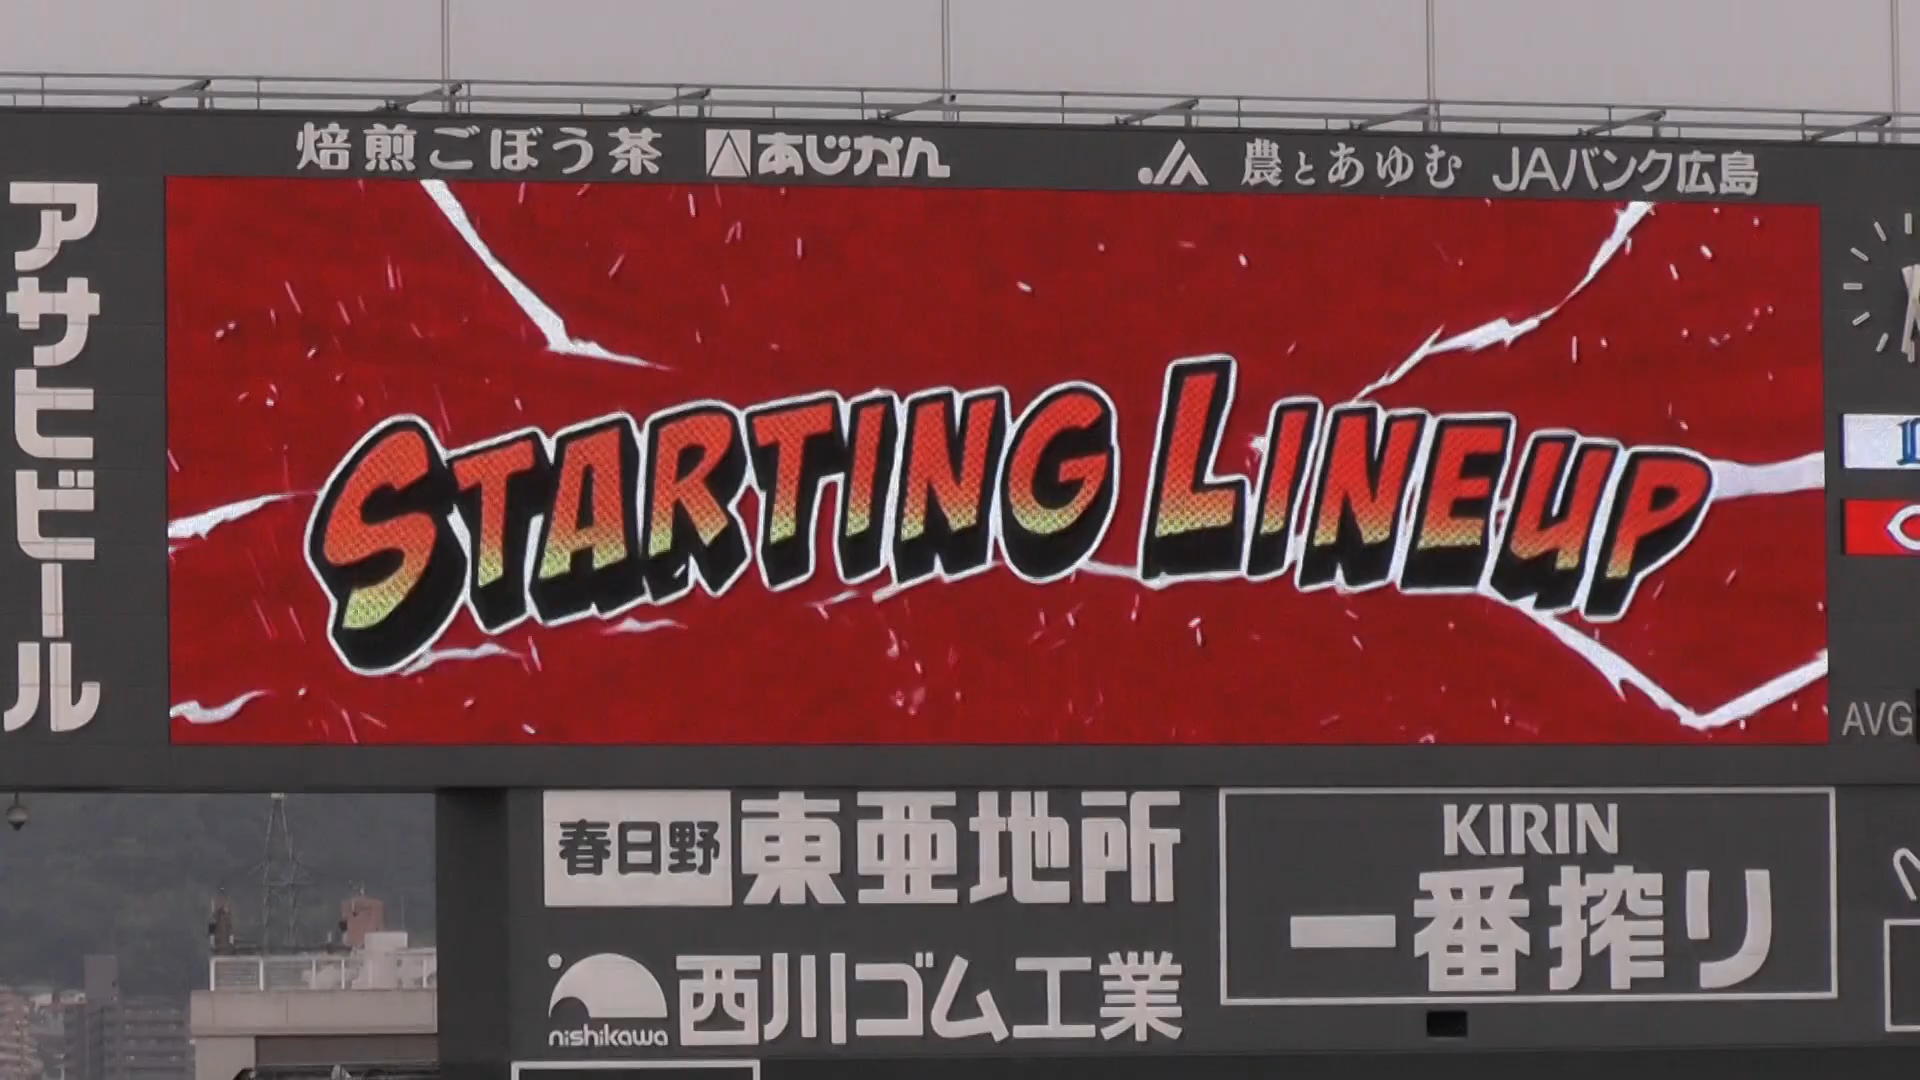 焙煎ごぼう茶 あじかん
農とあゆむ JAバンク広島
アサヒビール
STARTING LINEUP
AVG
春日野 東亜地所
nishikawa 西川ゴム工業
KIRIN
一番搾り